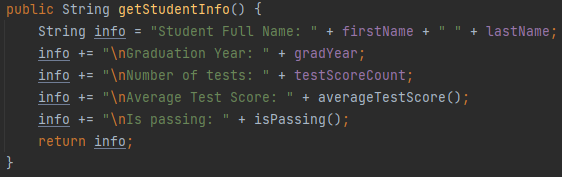 public String getStudentInfo() {
    String info = "Student Full Name: " + firstName + " " + lastName;
    info += "\nGraduation Year: " + gradYear;
    info += "\nNumber of tests: " + testScoreCount;
    info += "\nAverage Test Score: " + averageTestScore();
    info += "\nIs passing: " + isPassing();
    return info;
}